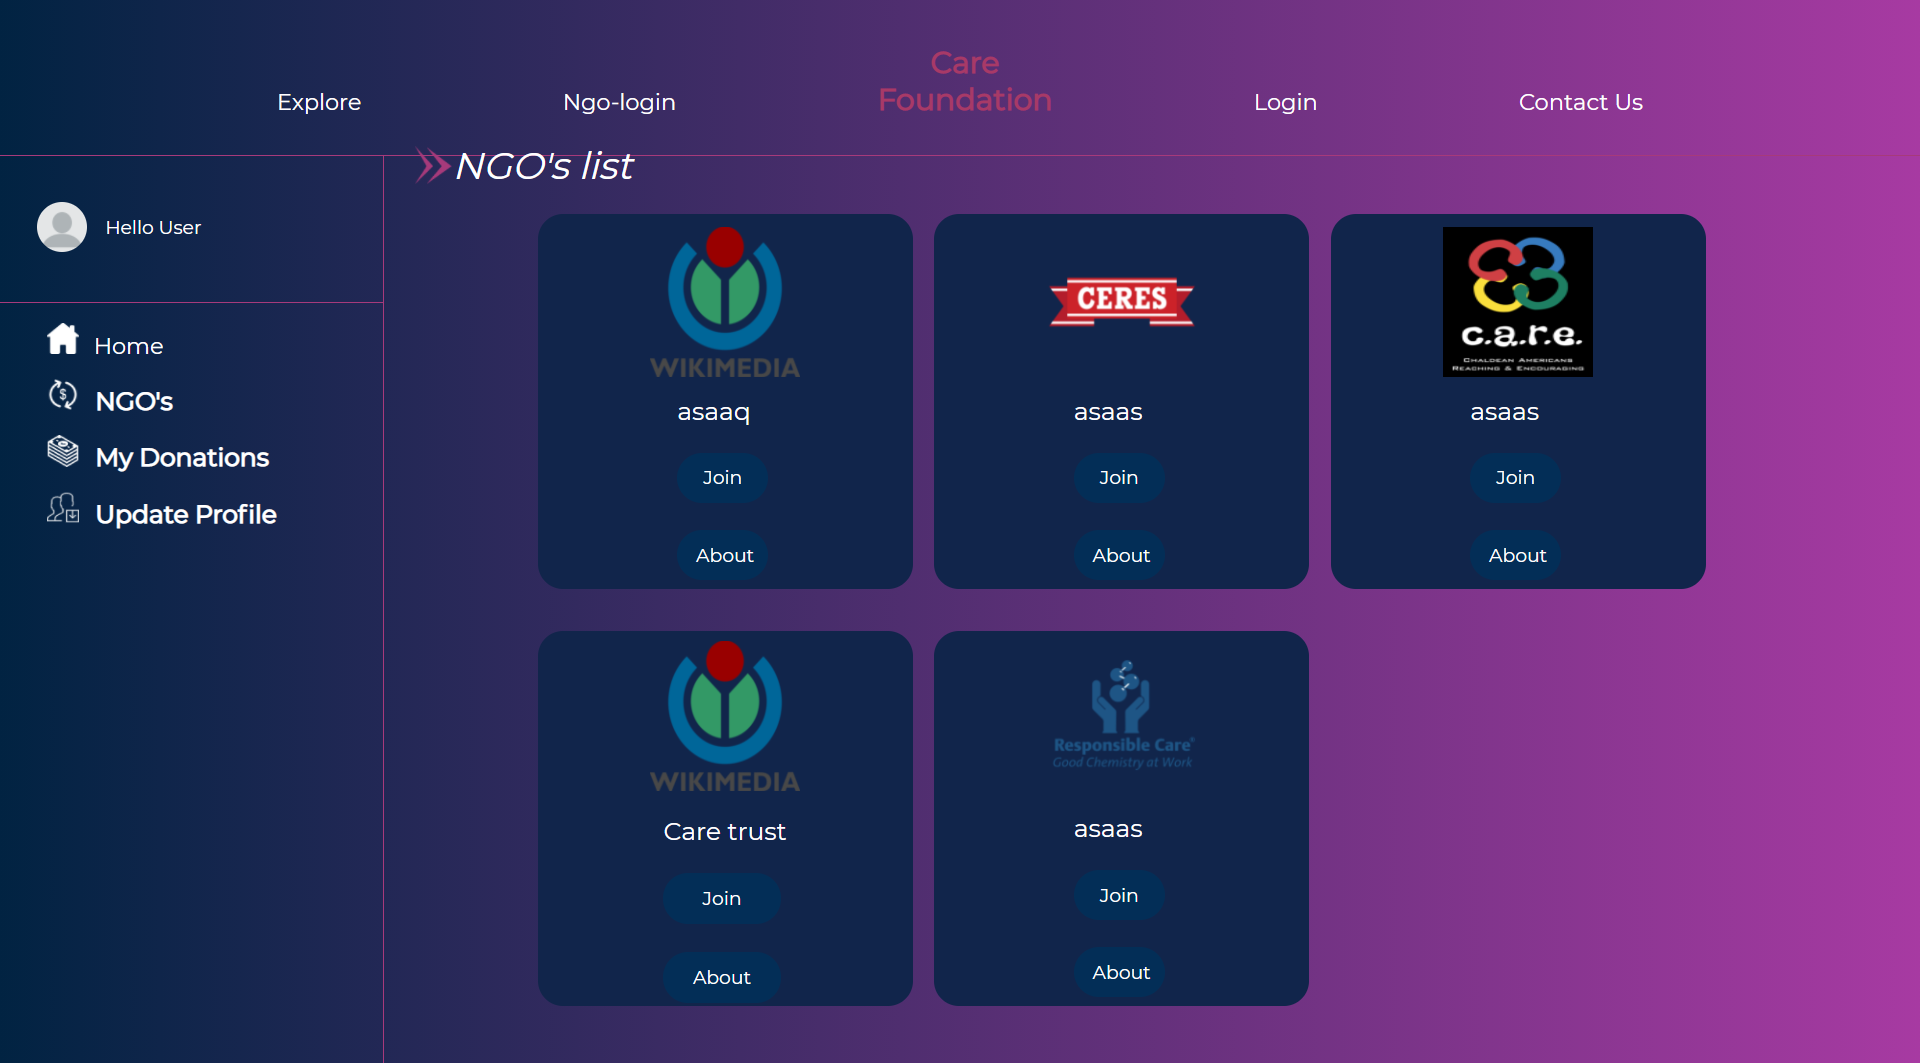 Explore
Ngo-login
Care
Foundation
Login
Contact Us
NGO's list
Hello User
Home
NGO's
My Donations
Update Profile
WIKIMEDIA
asaaq
Join
About
CERES
asaas
Join
About
c.a.r.e.
CHALDEAN AMERICANS
REACHING & ENCOURAGING
asaas
Join
About
WIKIMEDIA
Care trust
Join
About
Responsible Care®
Good Chemistry at Work
asaas
Join
About